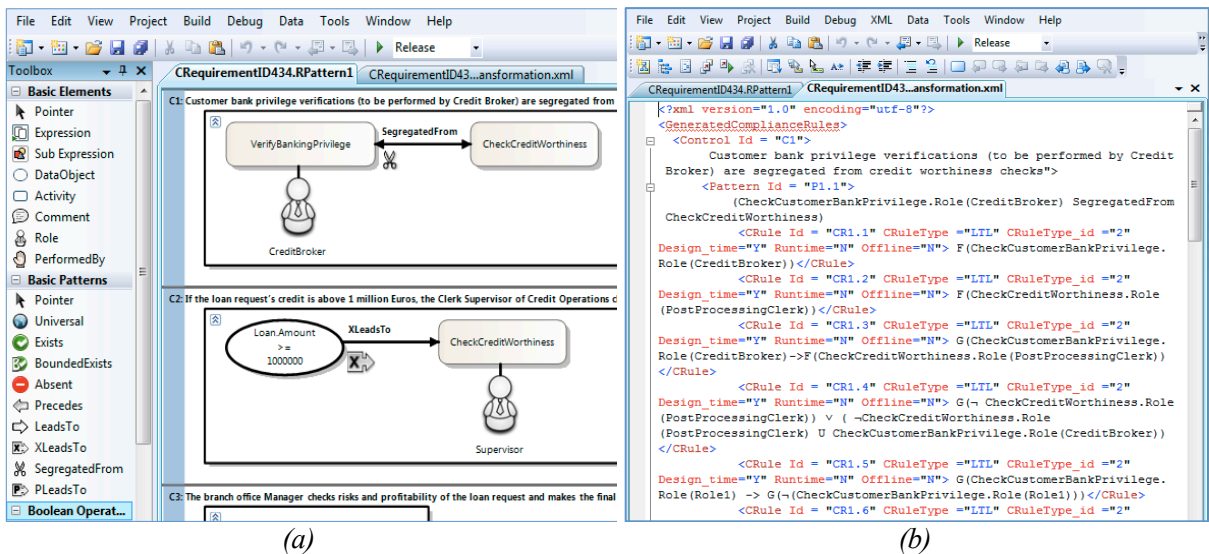 File Edit View Project Build Debug Data Tools Window Help
Release
Toolbox
Basic Elements
Pointer
Expression
Sub Expression
DataObject
Activity
Comment
Role
PerformedBy
Basic Patterns
Pointer
Universal
Exists
BoundedExists
Absent
Precedes
LeadsTo
XLeadsTo
SegregatedFrom
PLeadsTo
Boolean Operat...
CRequirementID434.RPattern1 CRequirementID43...ansformation.xml
C1: Customer bank privilege verifications (to be performed by Credit Broker) are segregated from
VerifyBankingPrivilege
SegregatedFrom
CheckCreditWorthiness
CreditBroker
C2: If the loan request's credit is above 1 million Euros, the Clerk Supervisor of Credit Operations c
Loan.Amount
>=
1000000
XLeadsTo
CheckCreditWorthiness
Supervisor
C3: The branch office Manager checks risks and profitability of the loan request and makes the final
(a)
File Edit View Project Build Debug XML Data Tools Window Help
Release
CRequirementID434.RPattern1 CRequirementID43...ansformation.xml
<?xml version="1.0" encoding="utf-8"?>
<GeneratedComplianceRules>
<Control Id = "C1">
Customer bank privilege verifications (to be performed by Credit
Broker) are segregated from credit worthiness checks">
<Pattern Id = "P1.1">
(CheckCustomerBankPrivilege.Role(CreditBroker) SegregatedFrom
CheckCreditWorthiness)
<CRule Id = "CR1.1" CRuleType ="LTL" CRuleType_id ="2"
Design_time="Y" Runtime="N" Offline="N"> F(CheckCustomerBankPrivilege.
Role(CreditBroker))</CRule>
<CRule Id = "CR1.2" CRuleType ="LTL" CRuleType_id ="2"
Design_time="Y" Runtime="N" Offline="N"> F(CheckCreditWorthiness.Role
(PostProcessingClerk))</CRule>
<CRule Id = "CR1.3" CRuleType ="LTL" CRuleType_id ="2"
Design_time="Y" Runtime="N" Offline="N"> G(CheckCustomerBankPrivilege.
Role(CreditBroker)->F(CheckCreditWorthiness.Role(PostProcessingClerk))
</CRule>
<CRule Id = "CR1.4" CRuleType ="LTL" CRuleType_id ="2"
Design_time="Y" Runtime="N" Offline="N"> G(¬ CheckCreditWorthiness.Role
(PostProcessingClerk)) ∨ ( ¬CheckCreditWorthiness.Role
(PostProcessingClerk) U CheckCustomerBankPrivilege.Role(CreditBroker))
</CRule>
<CRule Id = "CR1.5" CRuleType ="LTL" CRuleType_id ="2"
Design_time="Y" Runtime="N" Offline="N"> G(CheckCustomerBankPrivilege.
Role(Role1) -> G(¬(CheckCustomerBankPrivilege.Role(Role1)))</CRule>
<CRule Id = "CR1.6" CRuleType ="LTL" CRuleType_id ="2"
(b)